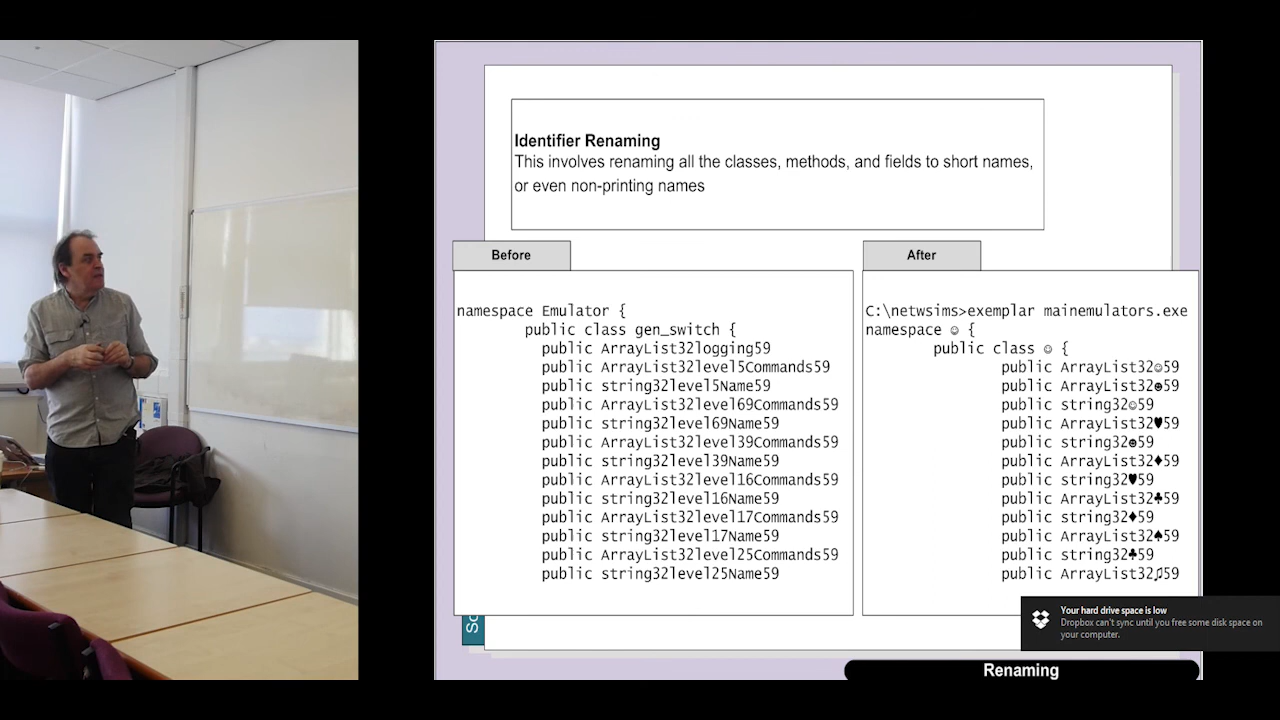 Identifier Renaming
This involves renaming all the classes, methods, and fields to short names,
or even non-printing names
Before
namespace Emulator {
public class gen_switch {
public ArrayList32logging59
public ArrayList32level5Commands59
public string32level5Name59
public ArrayList32level69Commands59
public string32level69Name59
public ArrayList32level39Commands59
public string32level39Name59
public ArrayList32level16Commands59
public string32level16Name59
public ArrayList32level17Commands59
public string32level17Name59
public ArrayList32level25Commands59
public string32level25Name59
After
C:\netwsims>exemplar mainemulators.exe
namespace ☺ {
public class ☺ {
public ArrayList32☺59
public ArrayList32☻59
public string32☺59
public ArrayList32♥59
public string32☻59
public ArrayList32♦59
public string32♥59
public ArrayList32♣59
public string32♦59
public ArrayList32♠59
public string32♣59
public ArrayList32♫59
Your hard drive space is low
Dropbox can't sync until you free some disk space on
your computer.
Renaming